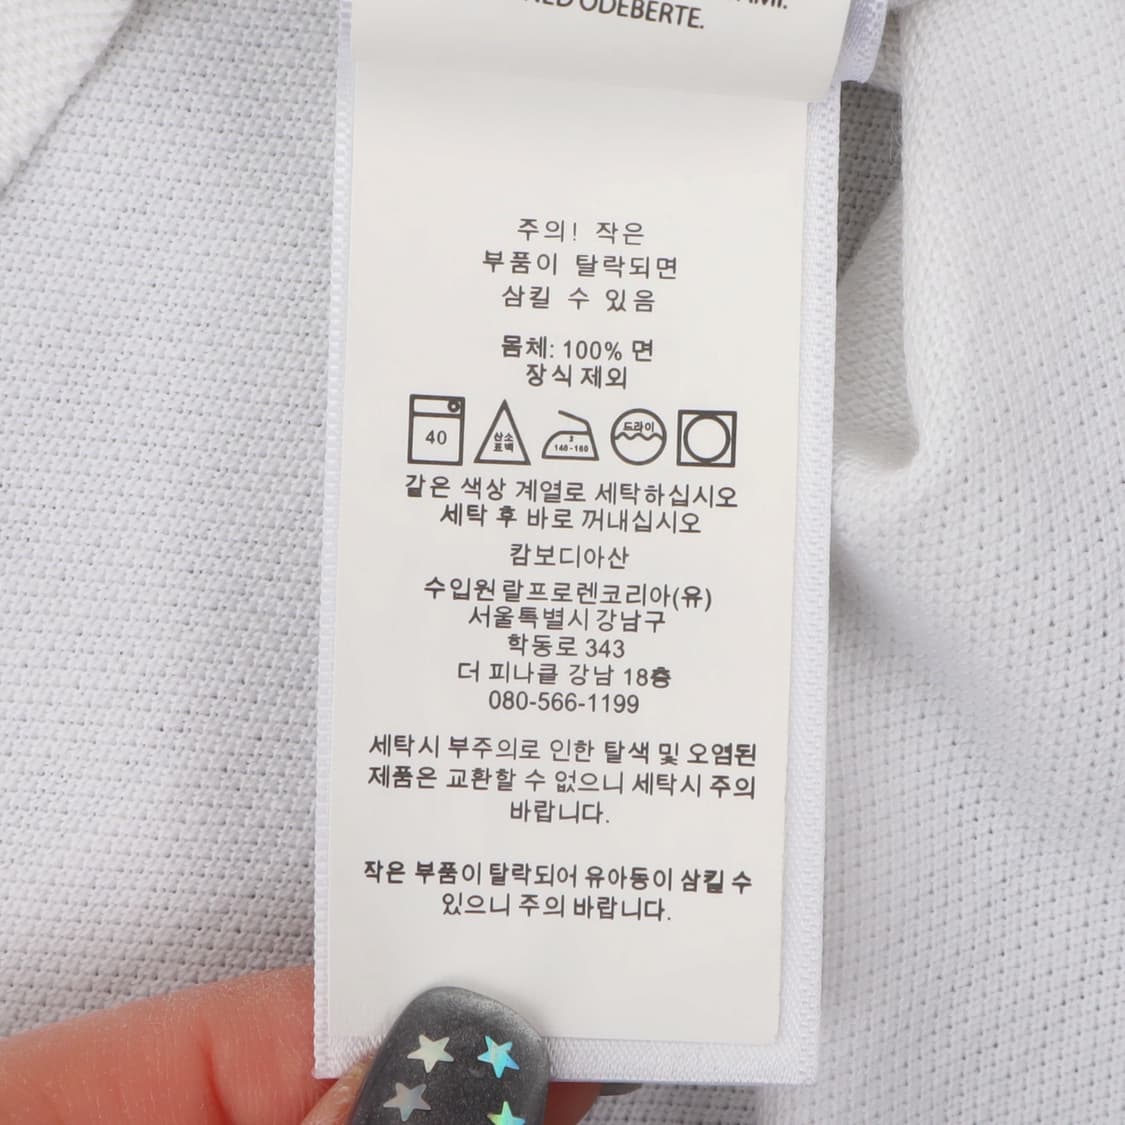 ODEBERTE.
주의! 작은
부품이 탈락되면
삼킬 수 있음
몸체: 100% 면
장식 제외
40
산소
표백
2
140-160
드라이
같은 색상 계열로 세탁하십시오
세탁 후 바로 꺼내십시오
캄보디아산
수입원 랄프로렌코리아(유)
서울특별시 강남구
학동로 343
더 피나클 강남 18층
080-566-1199
세탁시 부주의로 인한 탈색 및 오염된
제품은 교환할 수 없으니 세탁시 주의
바랍니다.
작은 부품이 탈락되어 유아동이 삼킬 수
있으니 주의 바랍니다.